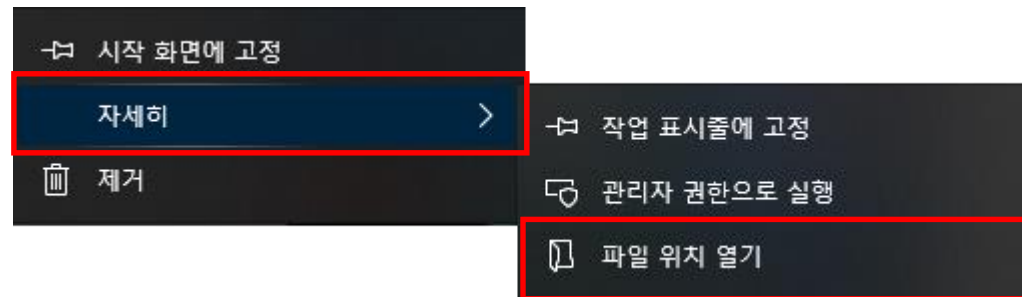 시작 화면에 고정
자세히
제거
작업 표시줄에 고정
관리자 권한으로 실행
파일 위치 열기